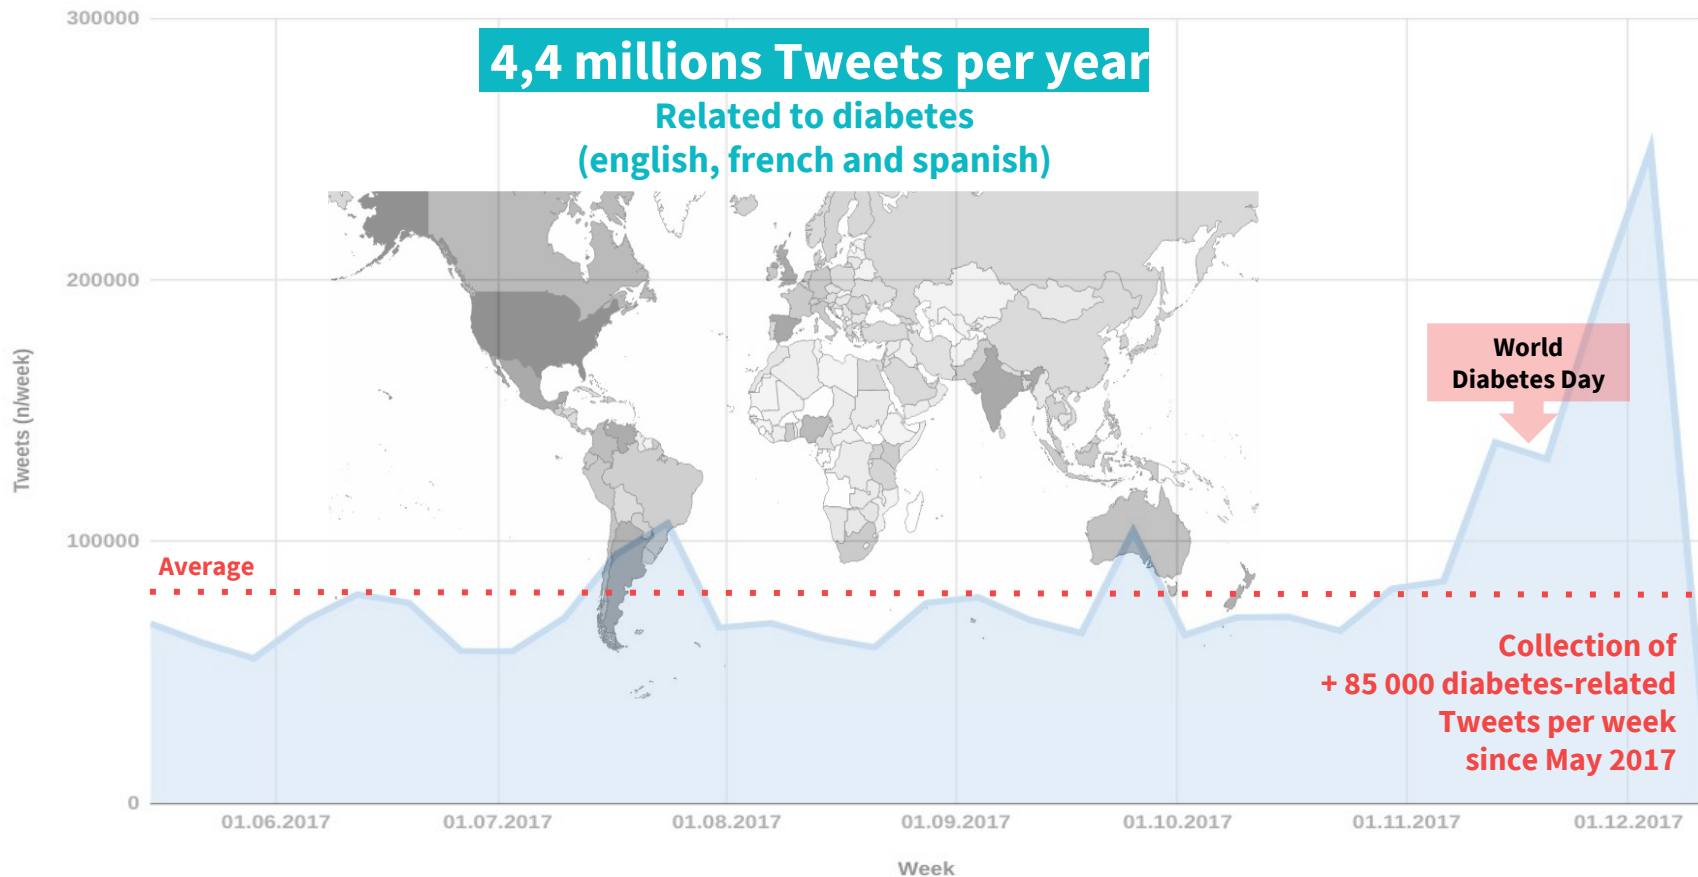 4,4 millions Tweets per year
Related to diabetes
(english, french and spanish)
300000
200000
100000
0
Tweets (n/week)
World
Diabetes Day
Average
Collection of
+ 85 000 diabetes-related
Tweets per week
since May 2017
01.06.2017
01.07.2017
01.08.2017
01.09.2017
01.10.2017
01.11.2017
01.12.2017
Week